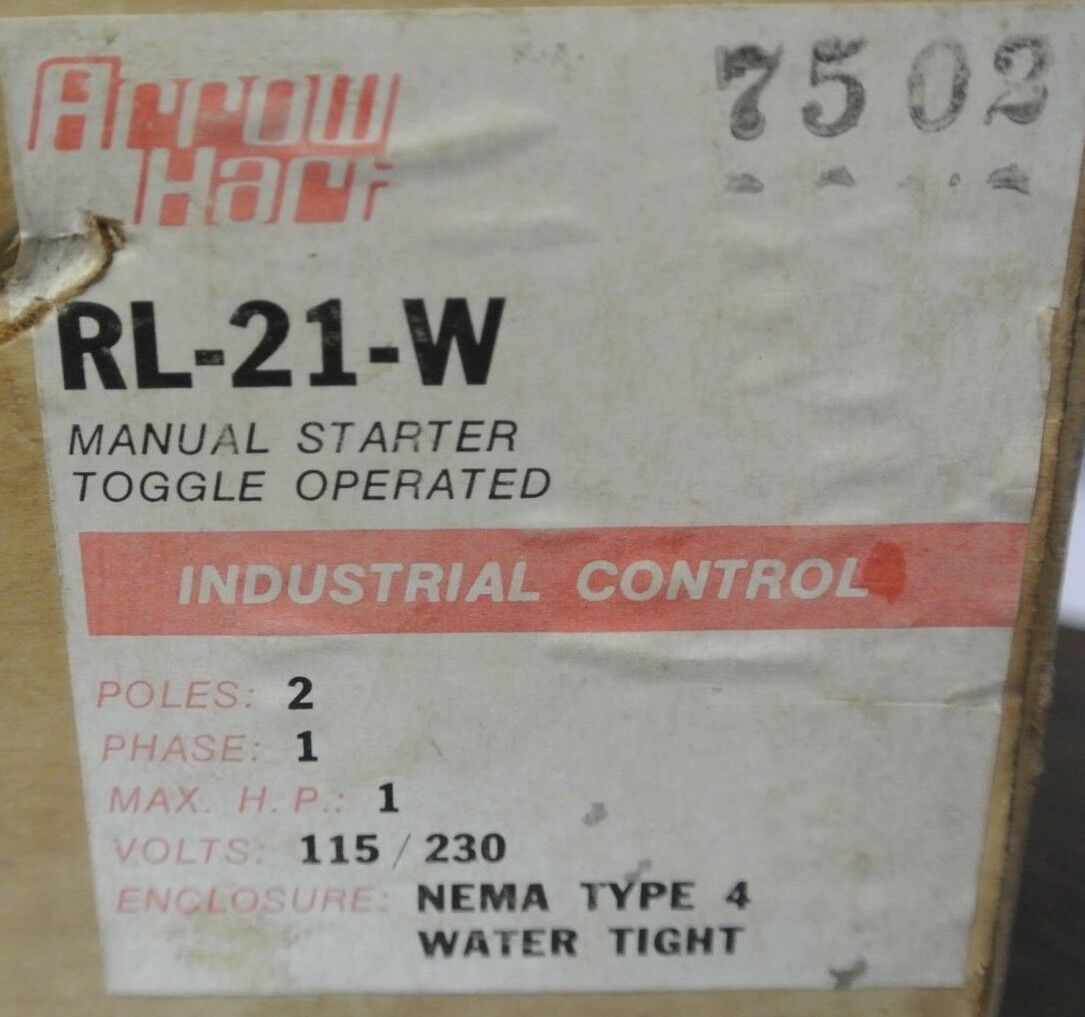 Arrow
Hart
7502
RL-21-W
MANUAL STARTER
TOGGLE OPERATED
INDUSTRIAL CONTROL
POLES: 2
PHASE: 1
MAX. H.P.: 1
VOLTS: 115 / 230
ENCLOSURE: NEMA TYPE 4
WATER TIGHT